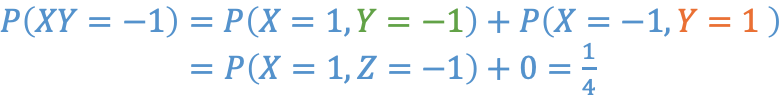 P(XY = −1) = P(X = 1, Y = −1) + P(X = −1, Y = 1 )
= P(X = 1, Z = −1) + 0 = 1/4